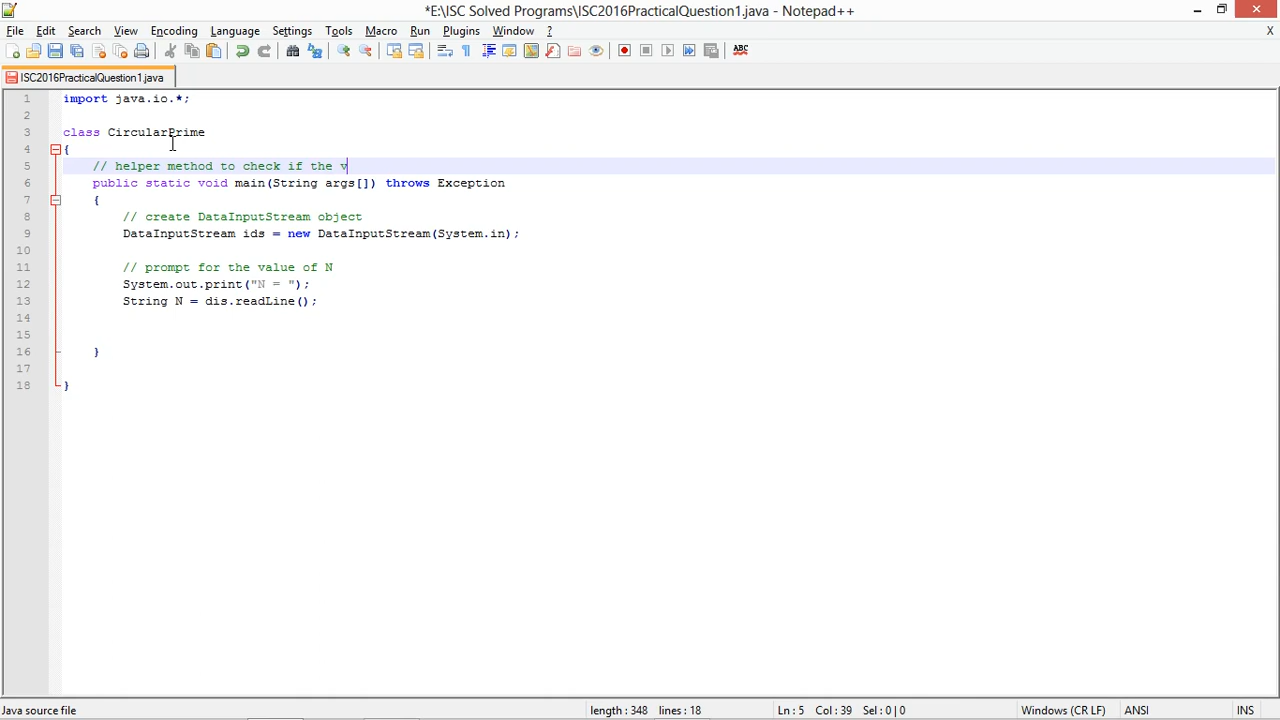 *E:\ISC Solved Programs\ISC2016PracticalQuestion1.java - Notepad++
File Edit Search View Encoding Language Settings Tools Macro Run Plugins Window ? X
ABC
ISC2016PracticalQuestion1.java
1 import java.io.*;
2
3 class CircularPrime
4 {
5 // helper method to check if the v
6 public static void main(String args[]) throws Exception
7 {
8 // create DataInputStream object
9 DataInputStream ids = new DataInputStream(System.in);
10
11 // prompt for the value of N
12 System.out.print("N = ");
13 String N = dis.readLine();
14
15
16 }
17
18 }
Java source file length : 348 lines : 18 Ln : 5 Col : 39 Sel : 0 | 0 Windows (CR LF) ANSI INS